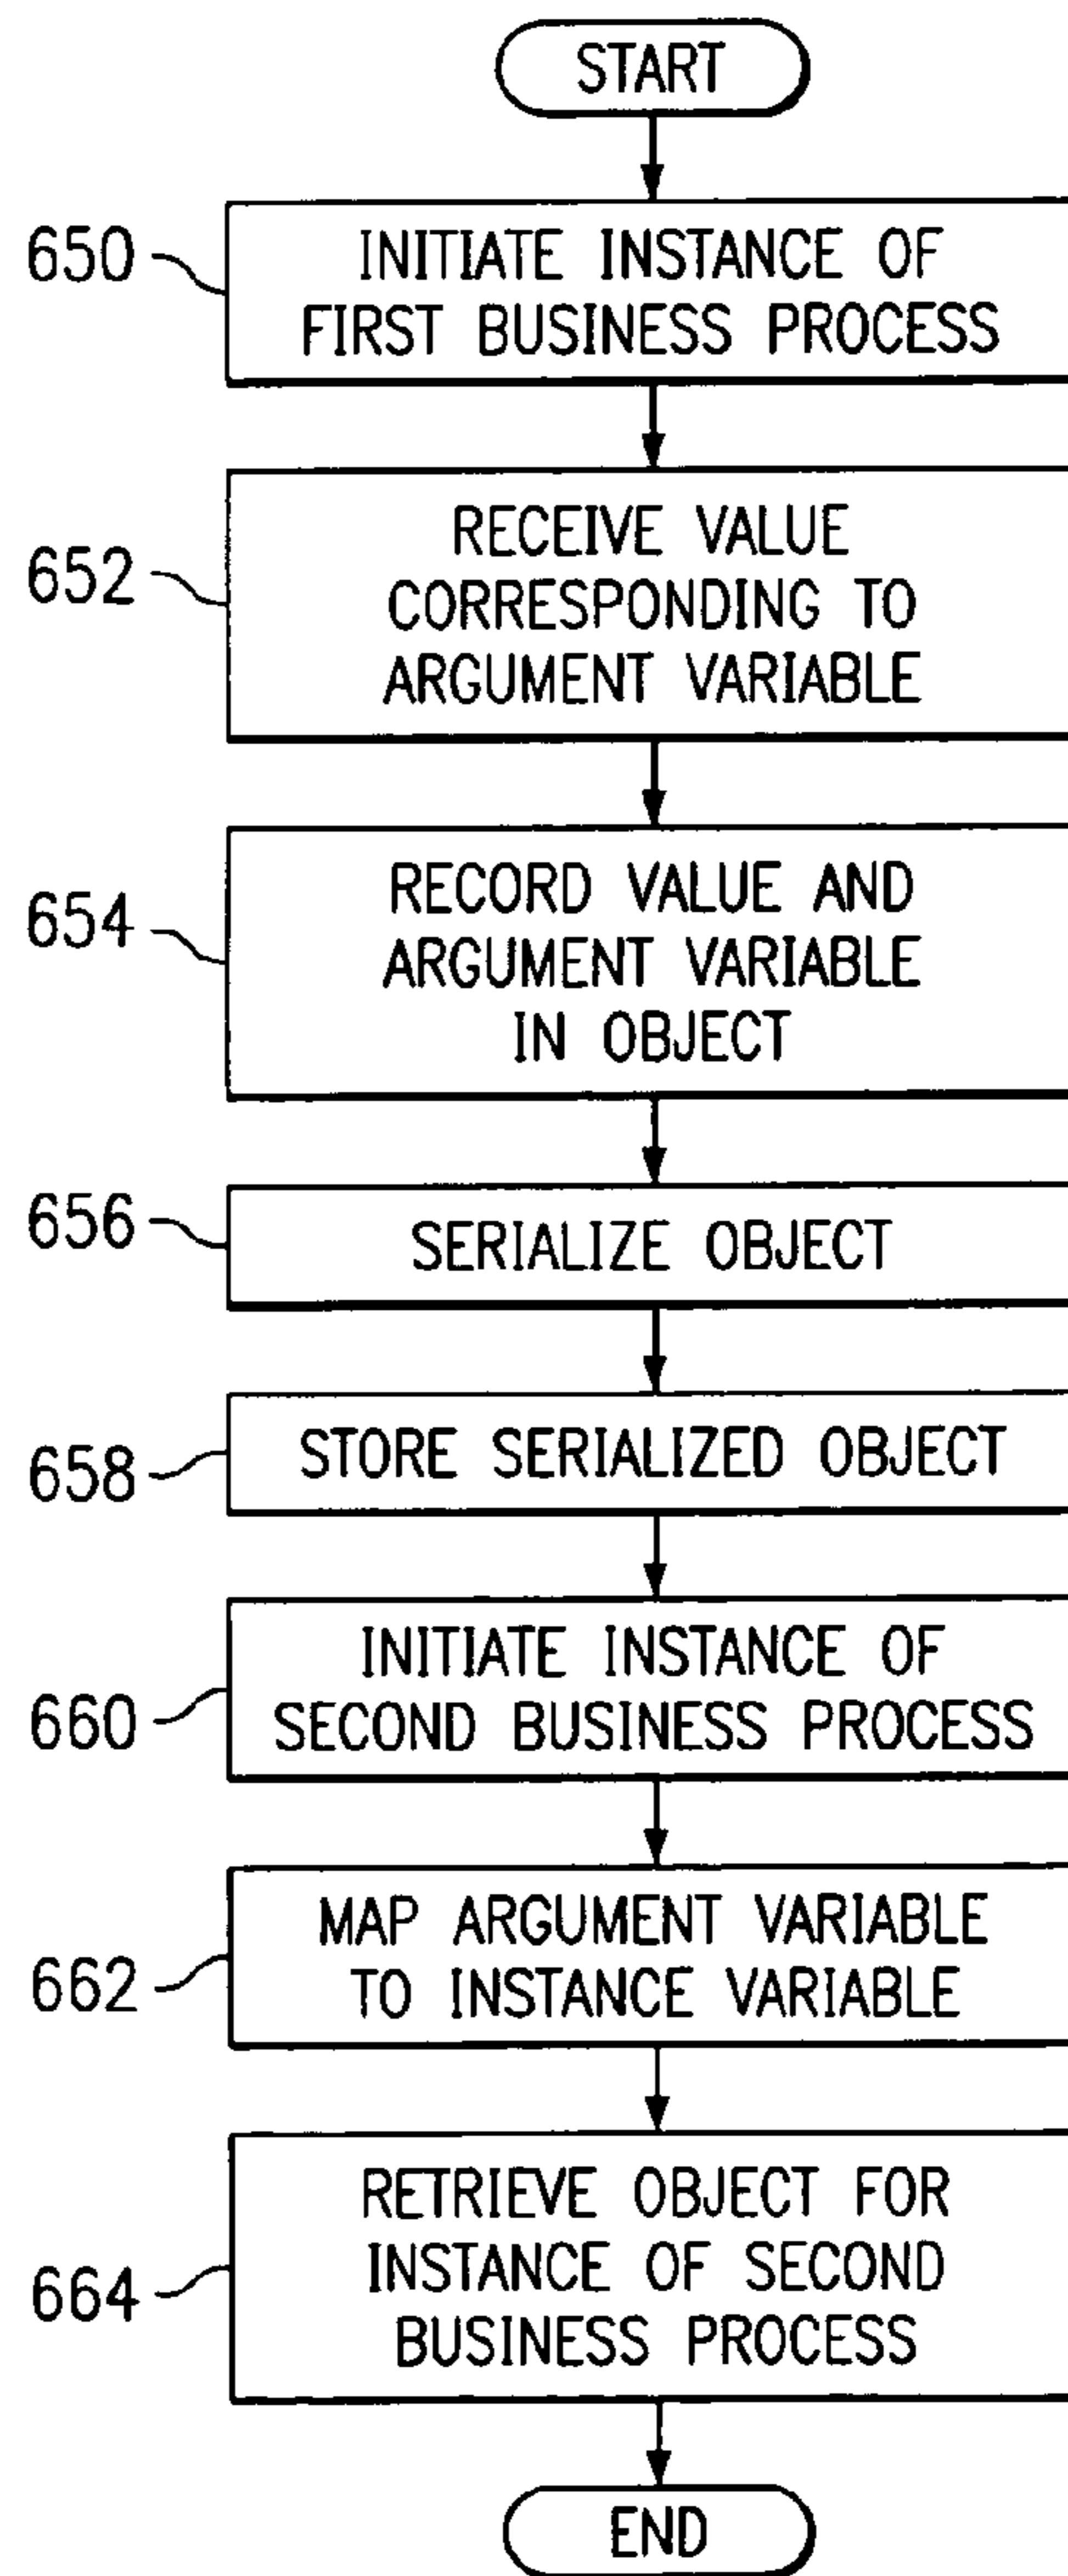 START
650
INITIATE INSTANCE OF
FIRST BUSINESS PROCESS
652
RECEIVE VALUE
CORRESPONDING TO
ARGUMENT VARIABLE
654
RECORD VALUE AND
ARGUMENT VARIABLE
IN OBJECT
656
SERIALIZE OBJECT
658
STORE SERIALIZED OBJECT
660
INITIATE INSTANCE OF
SECOND BUSINESS PROCESS
662
MAP ARGUMENT VARIABLE
TO INSTANCE VARIABLE
664
RETRIEVE OBJECT FOR
INSTANCE OF SECOND
BUSINESS PROCESS
END